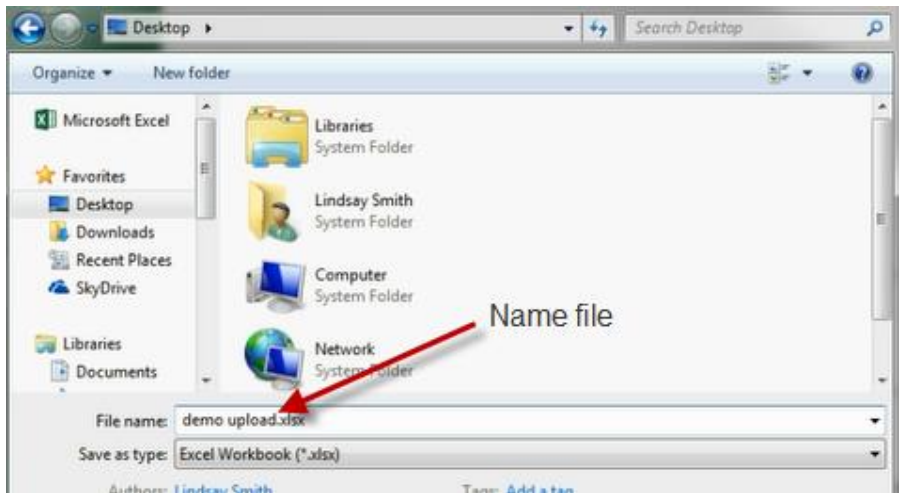 Desktop
Search Desktop
Organize
New folder
Microsoft Excel
Favorites
Desktop
Downloads
Recent Places
SkyDrive
Libraries
Documents
Libraries
System Folder
Lindsay Smith
System Folder
Computer
System Folder
Network
System Folder
Name file
File name: demo upload.xlsx
Save as type: Excel Workbook (*.xlsx)
Authors: Lindsay Smith
Tags: Add a tag